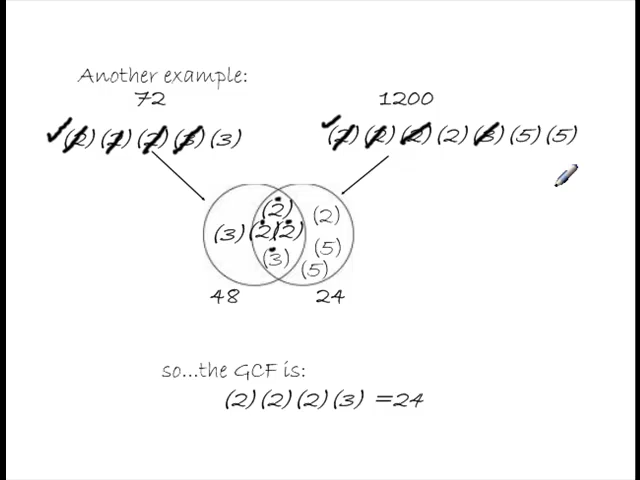 Another example:
72 1200
(2) (2) (2) (3) (3) (2) (2) (2) (2) (3) (5) (5)
(2) (2)
(3) (2)(2)
(5)
(3)
(5)
48 24
so...the GCF is:
(2) (2) (2) (3) =24